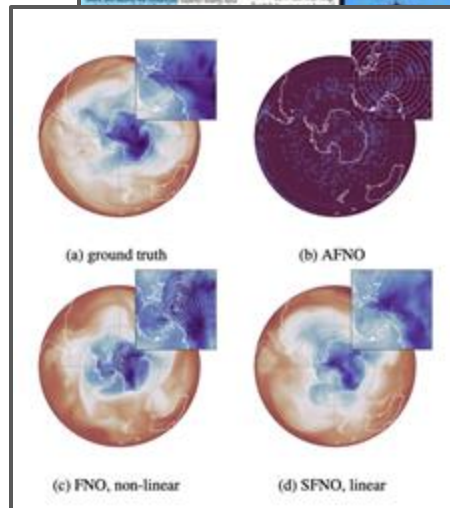 (a) ground truth
(b) AFNO
(c) FNO, non-linear
(d) SFNO, linear